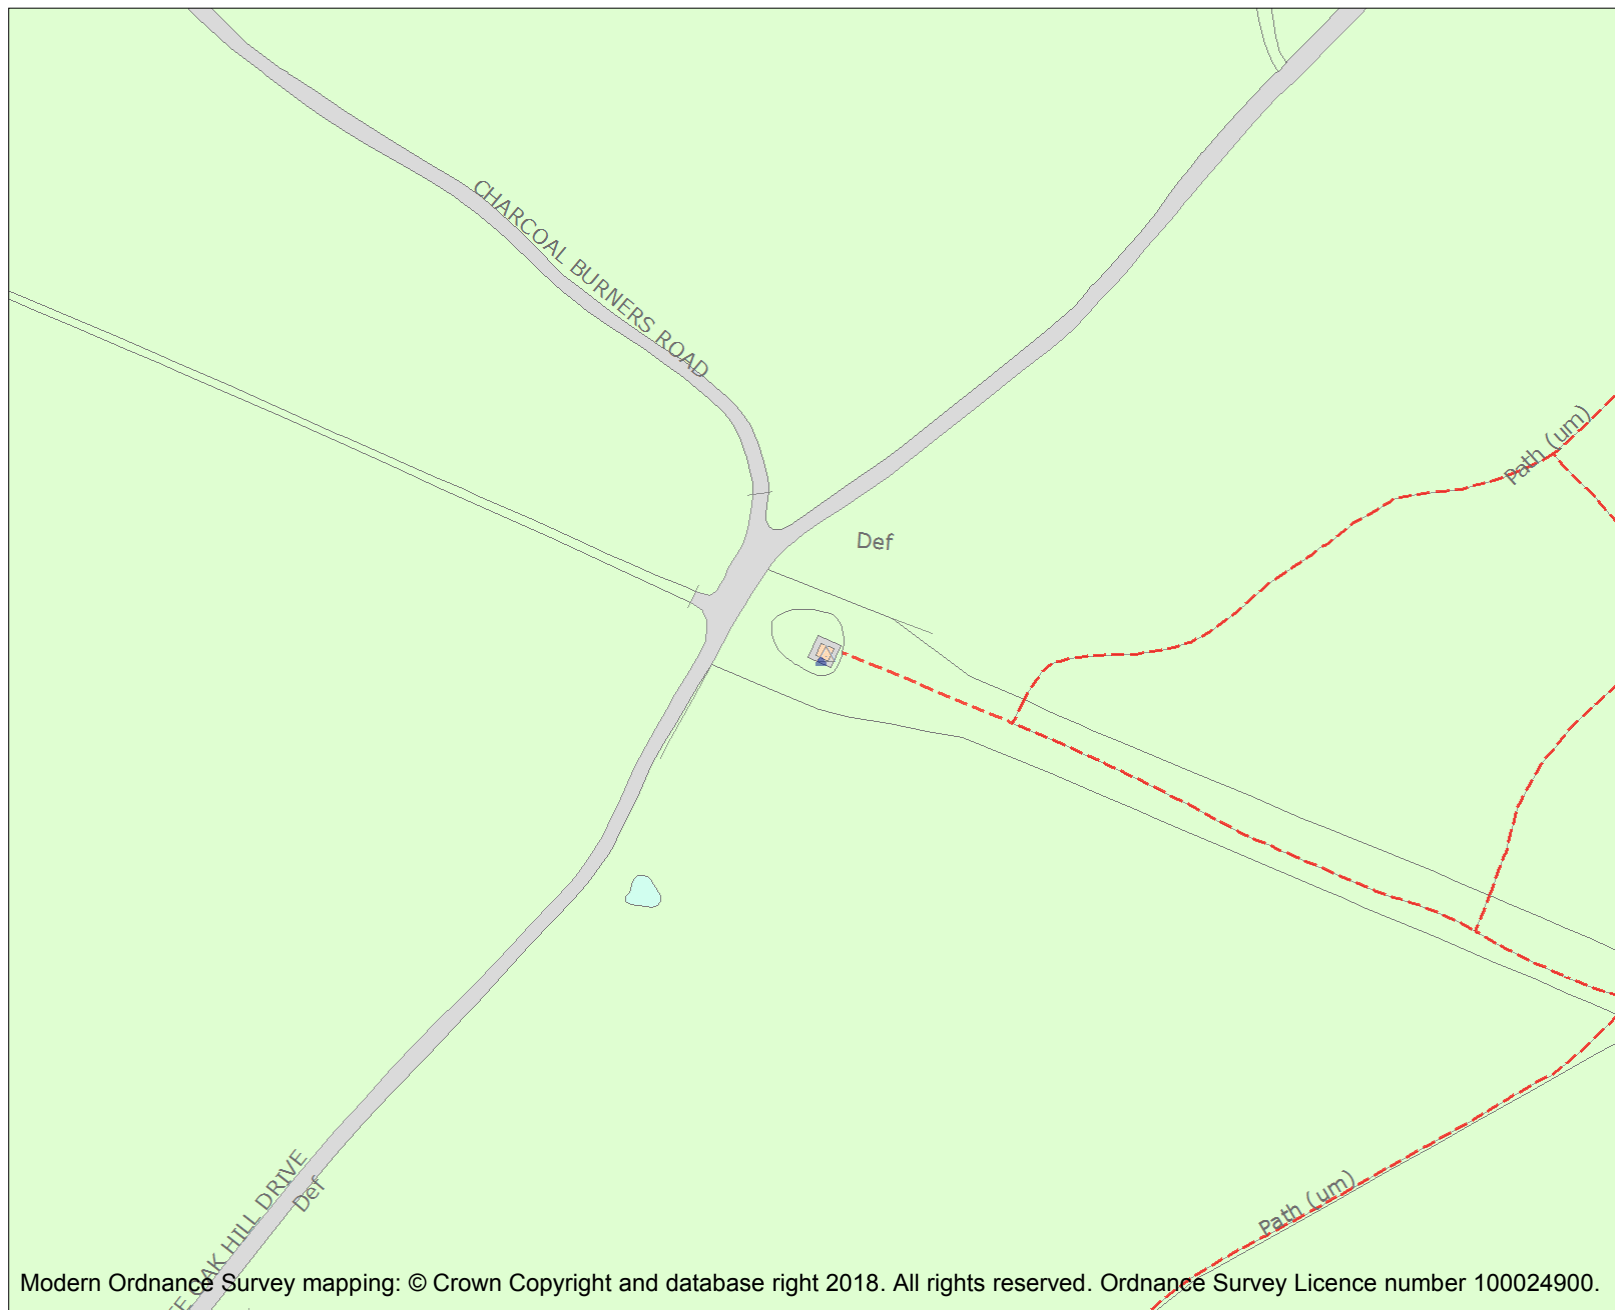 CHARCOAL BURNERS ROAD
Path (um)
Def
OAK HILL DRIVE
Def
Path (um)
Modern Ordnance Survey mapping: © Crown Copyright and database right 2018. All rights reserved. Ordnance Survey Licence number 100024900.